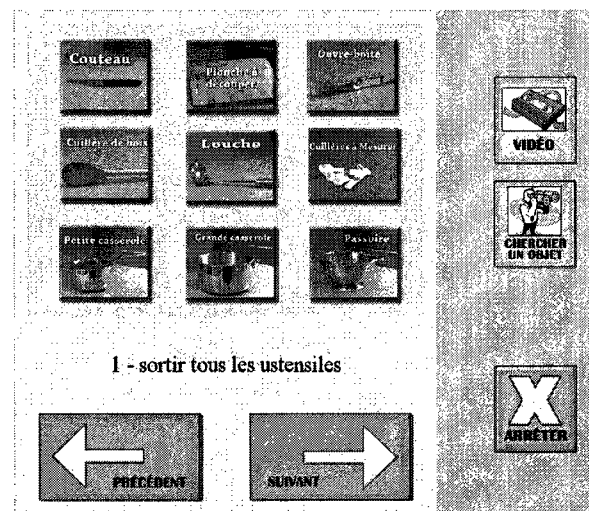 Couteau
Planche à
découper
Ouvre-boîte
Cuillère de bois
Louche
Cuillères à Mesurer
Petite casserole
Grande casserole
Passoire
1 - sortir tous les ustensiles
PRÉCÉDENT
SUIVANT
VIDÉO
CHERCHER
UN OBJET
ARRÊTER